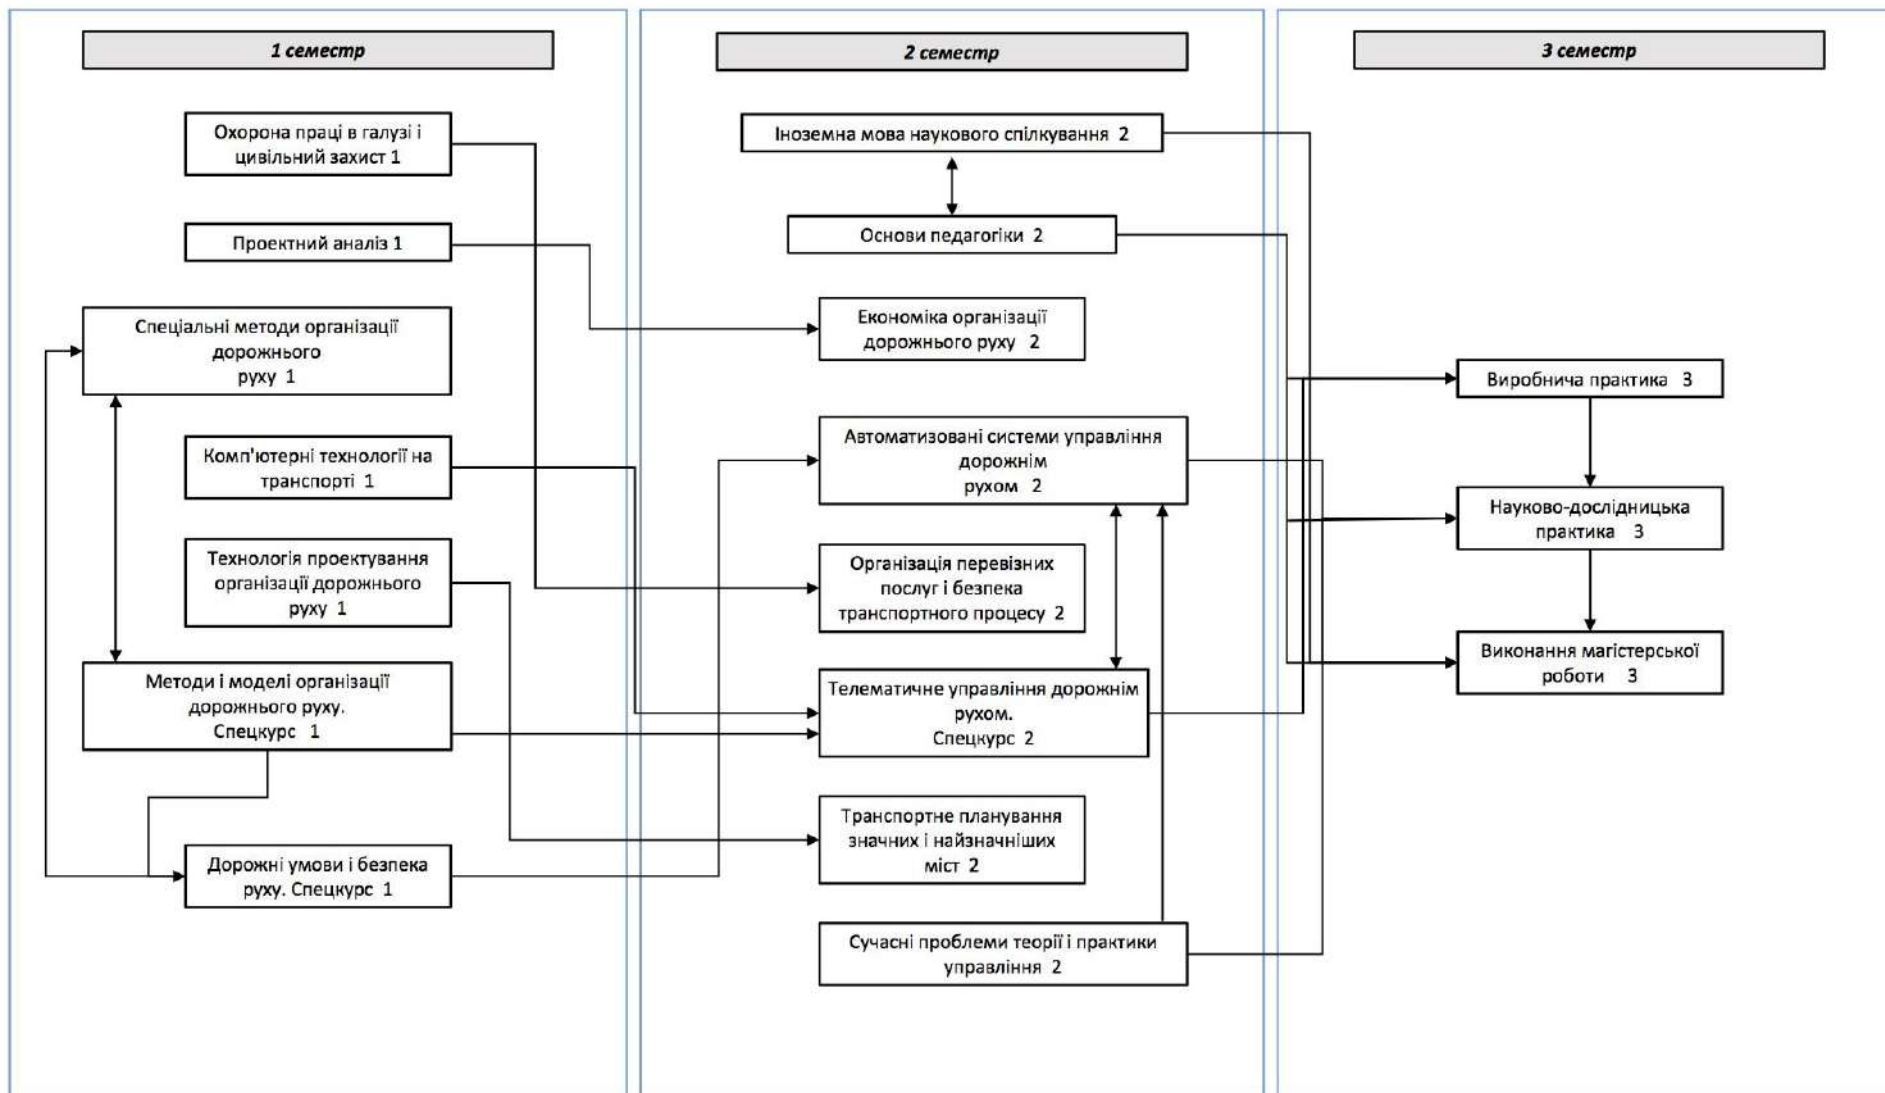 1 семестр
Охорона праці в галузі і
цивільний захист 1
Проектний аналіз 1
Спеціальні методи організації
дорожнього
руху 1
Комп'ютерні технології на
транспорті 1
Технологія проектування
організації дорожнього
руху 1
Методи і моделі організації
дорожнього руху.
Спецкурс 1
Дорожні умови і безпека
руху. Спецкурс 1
2 семестр
Іноземна мова наукового спілкування 2
Основи педагогіки 2
Економіка організації
дорожнього руху 2
Автоматизовані системи управління
дорожнім
рухом 2
Організація перевізних
послуг і безпека
транспортного процесу 2
Телематичне управління дорожнім
рухом.
Спецкурс 2
Транспортне планування
значних і найзначніших
міст 2
Сучасні проблеми теорії і практики
управління 2
3 семестр
Виробнича практика 3
Науково-дослідницька
практика 3
Виконання магістерської
роботи 3